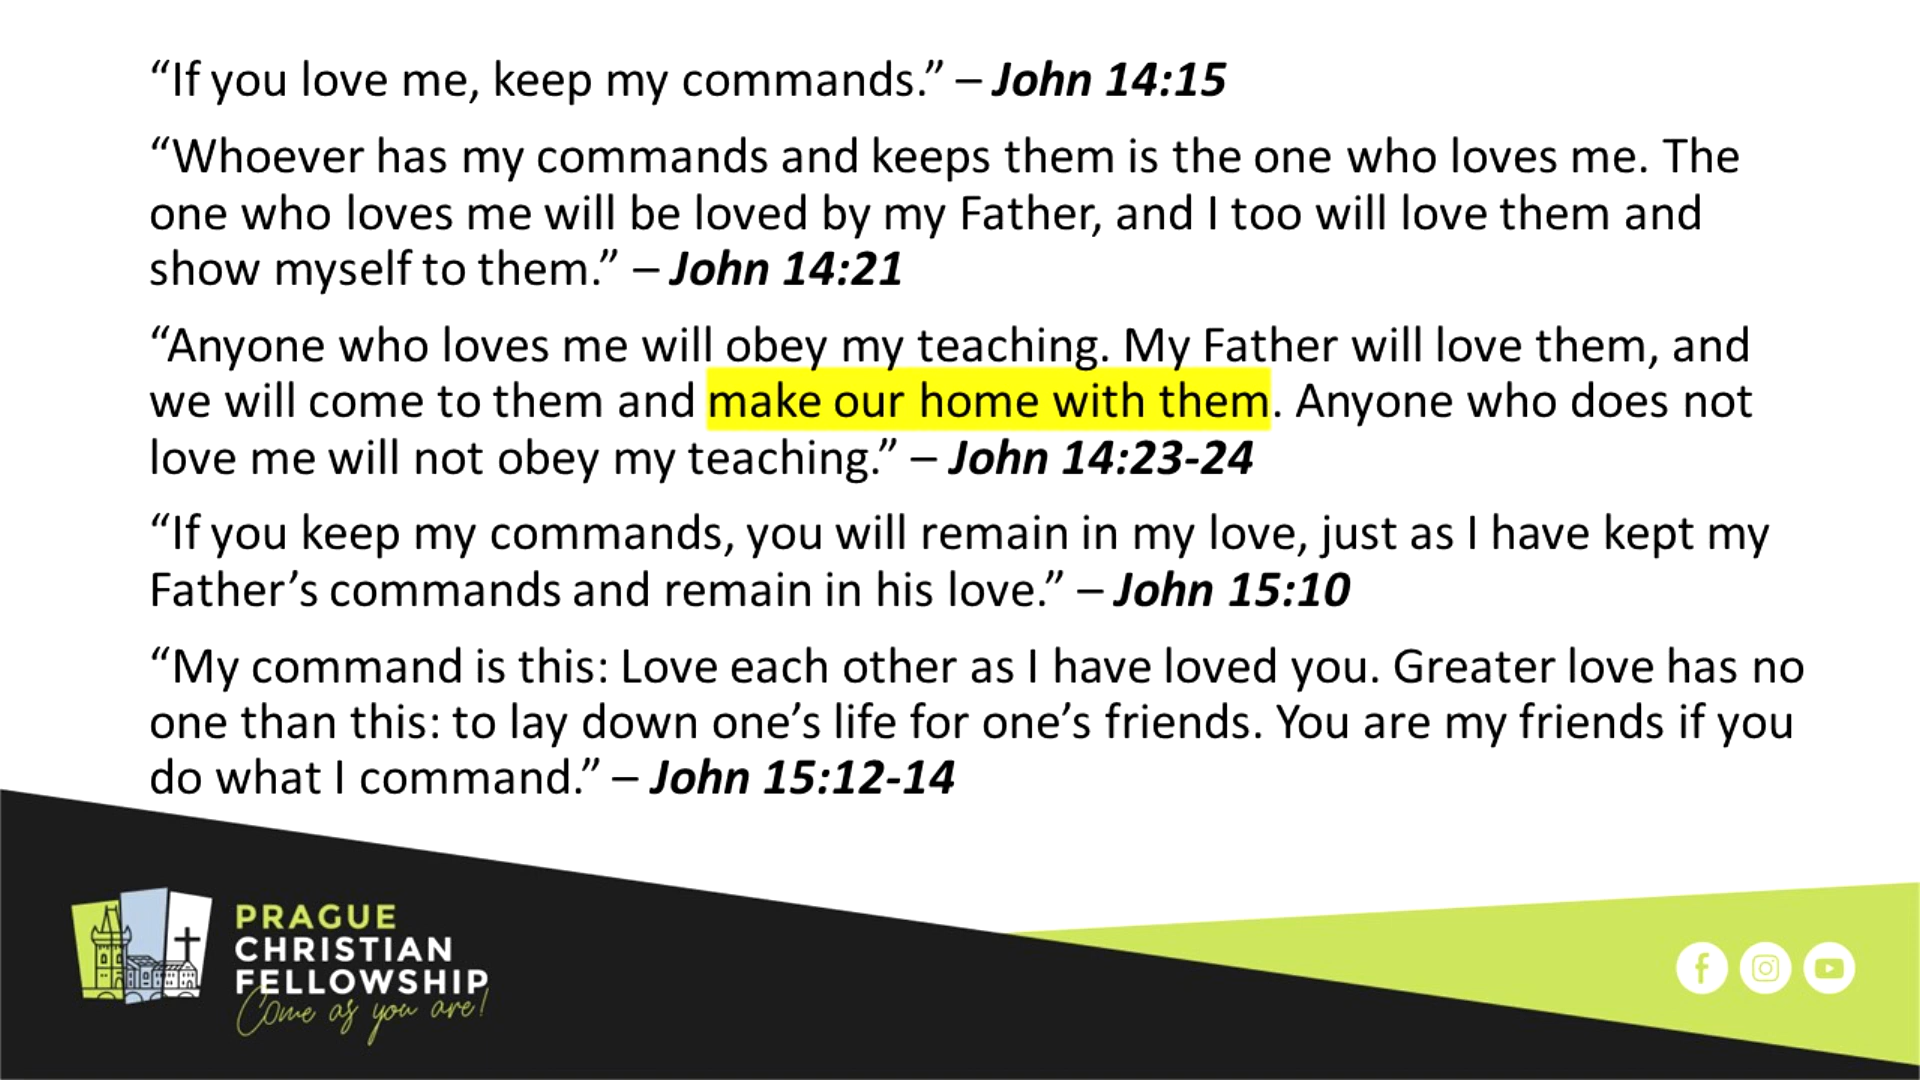 “If you love me, keep my commands.” – John 14:15
“Whoever has my commands and keeps them is the one who loves me. The
one who loves me will be loved by my Father, and I too will love them and
show myself to them.” – John 14:21
“Anyone who loves me will obey my teaching. My Father will love them, and
we will come to them and make our home with them. Anyone who does not
love me will not obey my teaching.” – John 14:23-24
“If you keep my commands, you will remain in my love, just as I have kept my
Father’s commands and remain in his love.” – John 15:10
“My command is this: Love each other as I have loved you. Greater love has no
one than this: to lay down one’s life for one’s friends. You are my friends if you
do what I command.” – John 15:12-14
PRAGUE
CHRISTIAN
FELLOWSHIP
Come as you are!